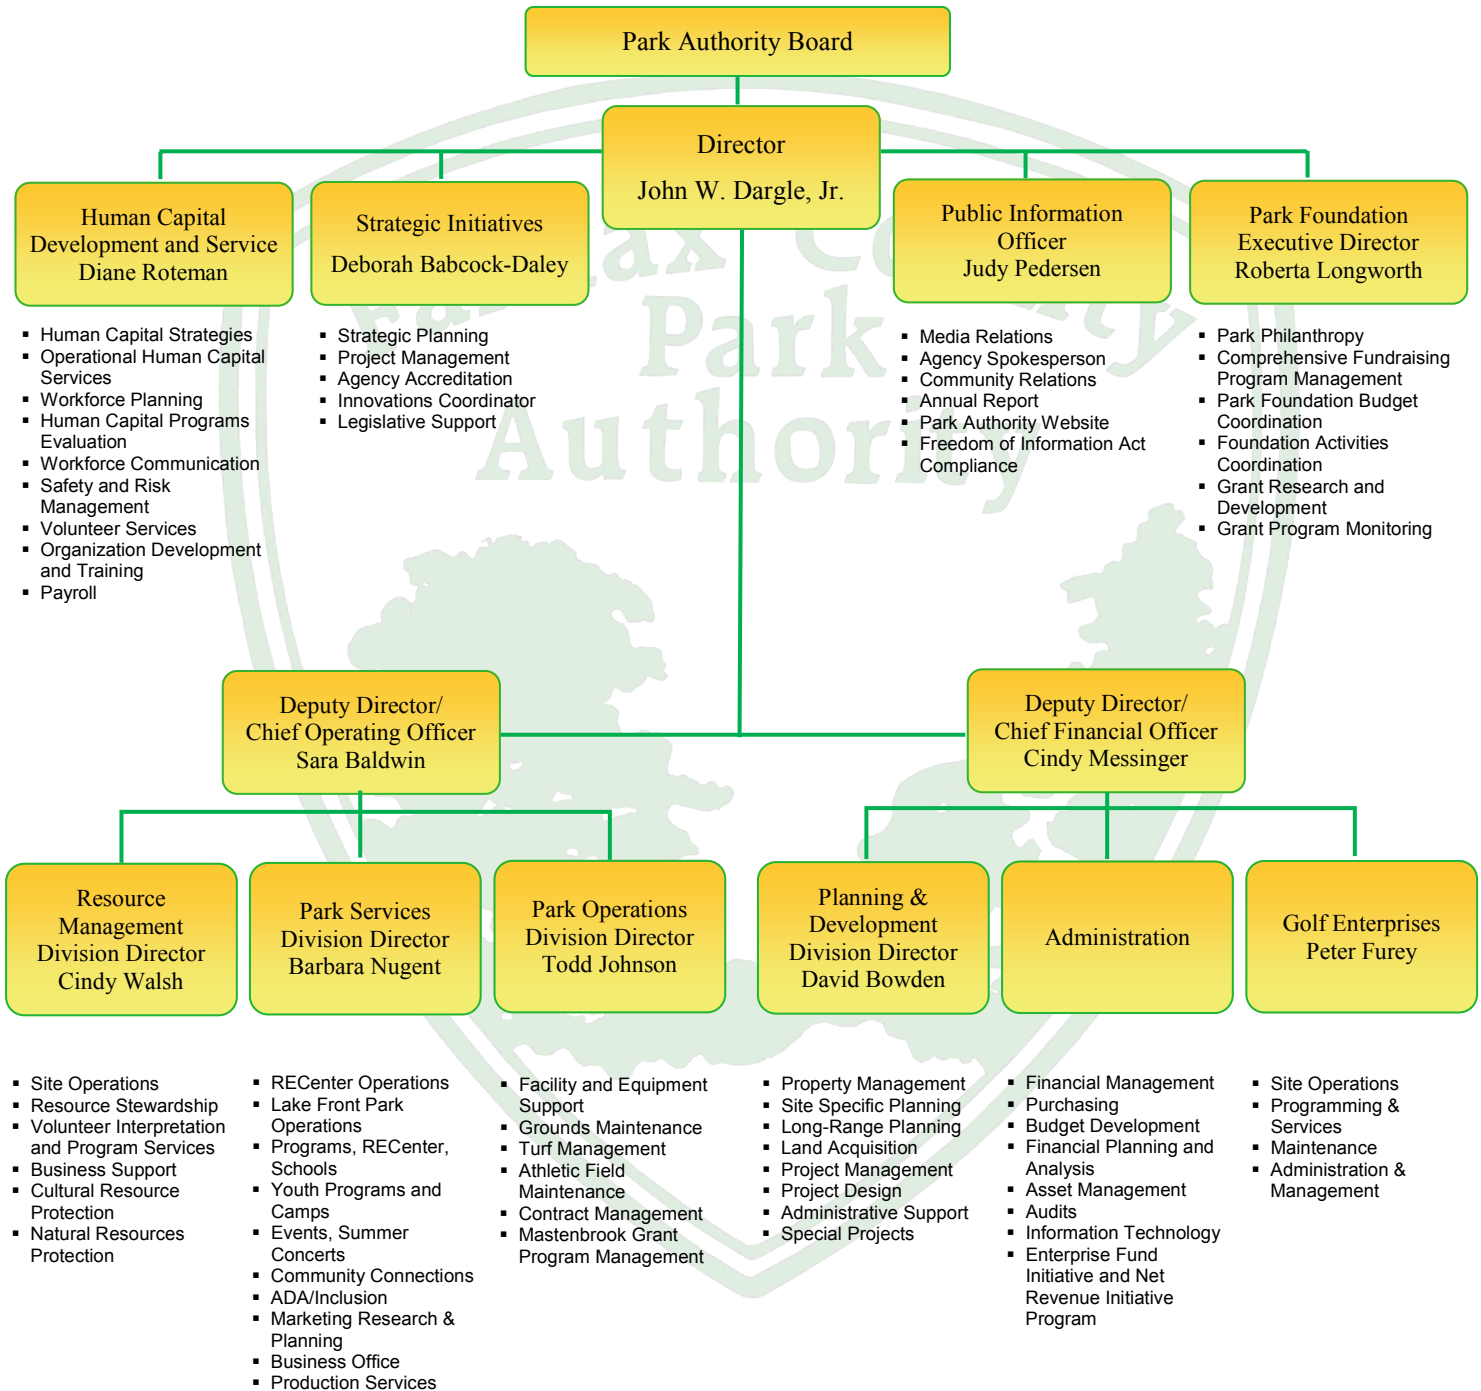 Park Authority Board
Director
John W. Dargle, Jr.
Human Capital
Development and Service
Diane Roteman
Strategic Initiatives
Deborah Babcock-Daley
Public Information
Officer
Judy Pedersen
Park Foundation
Executive Director
Roberta Longworth
Fairfax County
Park
Authority
▪ Human Capital Strategies
▪ Operational Human Capital
Services
▪ Workforce Planning
▪ Human Capital Programs
Evaluation
▪ Workforce Communication
▪ Safety and Risk
Management
▪ Volunteer Services
▪ Organization Development
and Training
▪ Payroll
▪ Strategic Planning
▪ Project Management
▪ Agency Accreditation
▪ Innovations Coordinator
▪ Legislative Support
▪ Media Relations
▪ Agency Spokesperson
▪ Community Relations
▪ Annual Report
▪ Park Authority Website
▪ Freedom of Information Act
Compliance
▪ Park Philanthropy
▪ Comprehensive Fundraising
Program Management
▪ Park Foundation Budget
Coordination
▪ Foundation Activities
Coordination
▪ Grant Research and
Development
▪ Grant Program Monitoring
Deputy Director/
Chief Operating Officer
Sara Baldwin
Deputy Director/
Chief Financial Officer
Cindy Messinger
Resource
Management
Division Director
Cindy Walsh
Park Services
Division Director
Barbara Nugent
Park Operations
Division Director
Todd Johnson
Planning &
Development
Division Director
David Bowden
Administration
Golf Enterprises
Peter Furey
▪ Site Operations
▪ Resource Stewardship
▪ Volunteer Interpretation
and Program Services
▪ Business Support
▪ Cultural Resource
Protection
▪ Natural Resources
Protection
▪ RECenter Operations
▪ Lake Front Park
Operations
▪ Programs, RECenter,
Schools
▪ Youth Programs and
Camps
▪ Events, Summer
Concerts
▪ Community Connections
▪ ADA/Inclusion
▪ Marketing Research &
Planning
▪ Business Office
▪ Production Services
▪ Facility and Equipment
Support
▪ Grounds Maintenance
▪ Turf Management
▪ Athletic Field
Maintenance
▪ Contract Management
▪ Mastenbrook Grant
Program Management
▪ Property Management
▪ Site Specific Planning
▪ Long-Range Planning
▪ Land Acquisition
▪ Project Management
▪ Project Design
▪ Administrative Support
▪ Special Projects
▪ Financial Management
▪ Purchasing
▪ Budget Development
▪ Financial Planning and
Analysis
▪ Asset Management
▪ Audits
▪ Information Technology
▪ Enterprise Fund
Initiative and Net
Revenue Initiative
Program
▪ Site Operations
▪ Programming &
Services
▪ Maintenance
▪ Administration &
Management